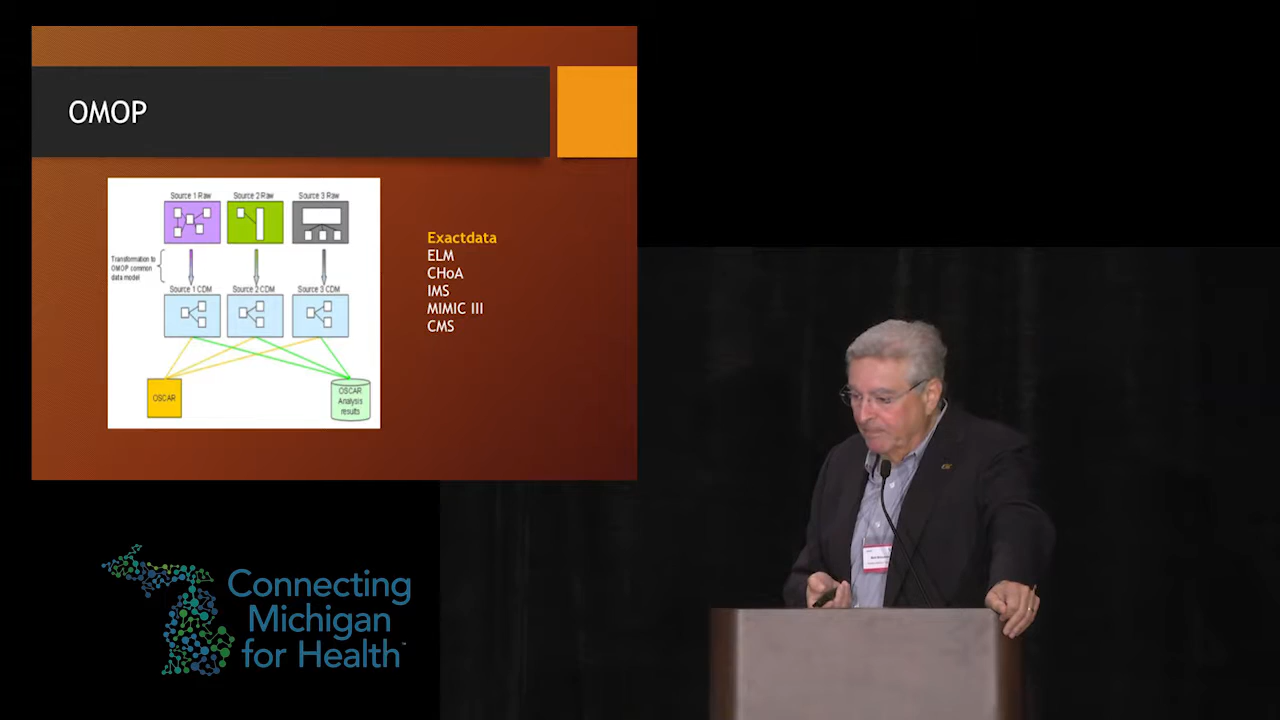 OMOP
Source 1 Raw
Source 2 Raw
Source 3 Raw
Transformation to
OMOP common
data model
Source 1 CDM
Source 2 CDM
Source 3 CDM
OSCAR
OSCAR
Analysis
results
Exactdata
ELM
CHoA
IMS
MIMIC III
CMS
Connecting
Michigan
for Health™